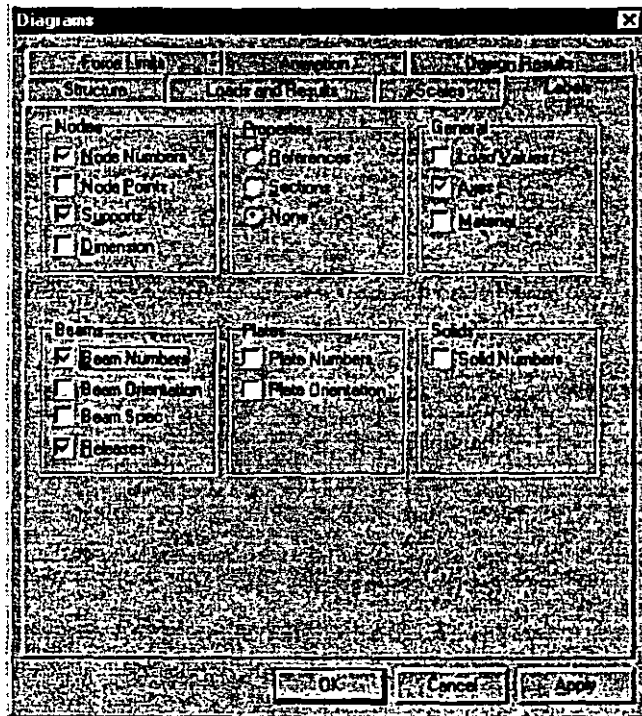 Diagrams
Force Limits Annotation Design Results
Structure Loads and Results Scales Labels
Nodes
Node Numbers
Node Points
Supports
Dimension
Properties
References
Sections
None
General
Load Values
Axes
Material
Beams
Beam Numbers
Beam Orientation
Beam Spec
Releases
Plates
Plate Numbers
Plate Orientation
Solids
Solid Numbers
OK Cancel Apply